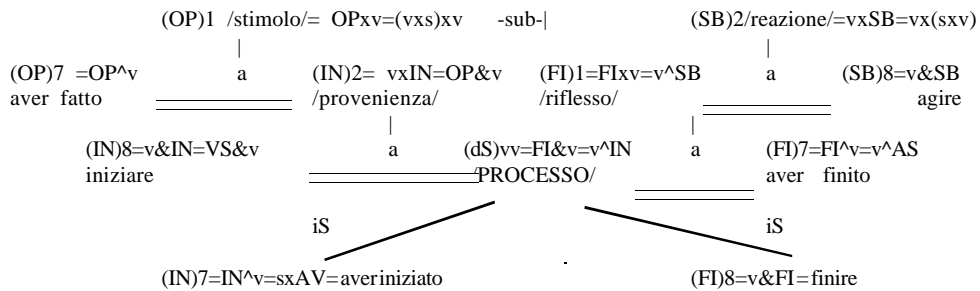 (OP)1 /stimolo/= OPxv=(vxs)xv -sub-| (SB)2/reazione/=vxSB=vx(sxv)
| |
(OP)7 =OP^v a (IN)2= vxIN=OP&v (FI)1=FIxv=v^SB a (SB)8=v&SB
aver fatto /provenienza/ /riflesso/ agire
| |
(IN)8=v&IN=VS&v a (dS)vv=FI&v=v^IN a (FI)7=FI^v=v^AS
iniziare /PROCESSO/ aver finito
iS iS
(IN)7=IN^v=sxAV=averiniziato (FI)8=v&FI=finire